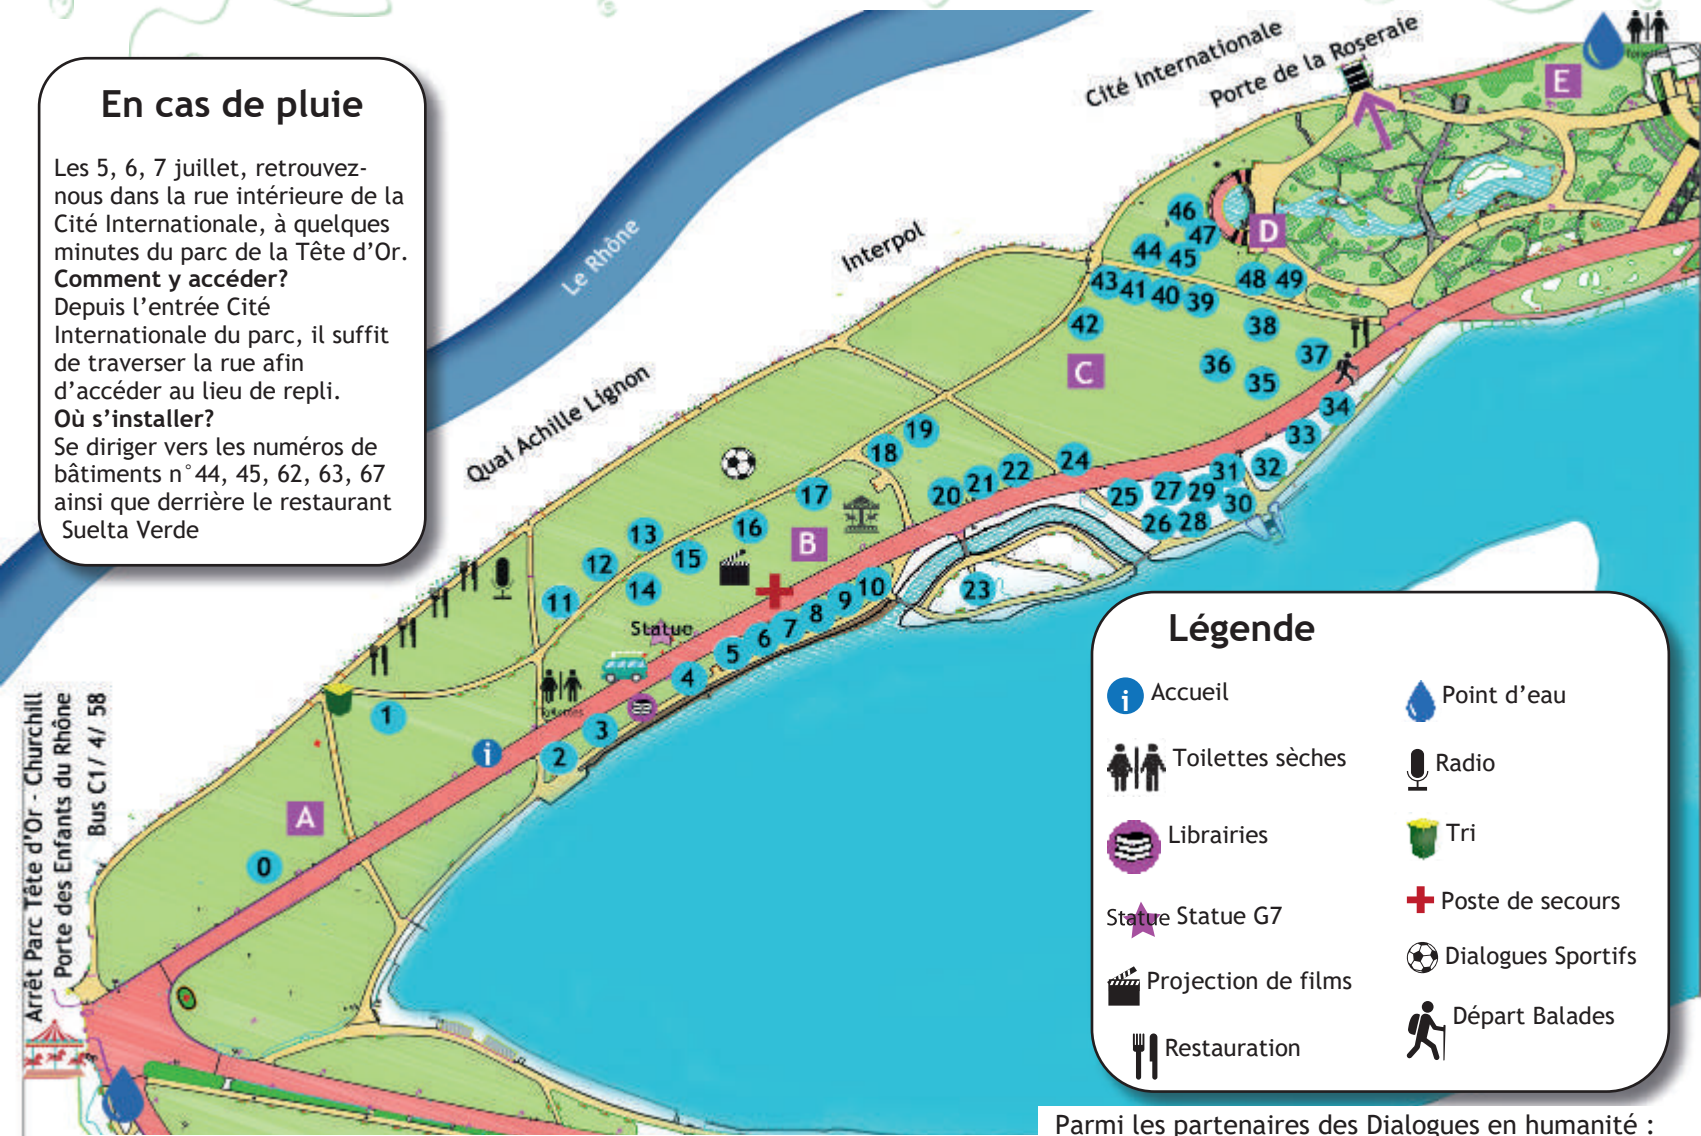 En cas de pluie
Les 5, 6, 7 juillet, retrouvez-
nous dans la rue intérieure de la
Cité Internationale, à quelques
minutes du parc de la Tête d’Or.
Comment y accéder?
Depuis l’entrée Cité
Internationale du parc, il suffit
de traverser la rue afin
d’accéder au lieu de repli.
Où s’installer?
Se diriger vers les numéros de
bâtiments n°44, 45, 62, 63, 67
ainsi que derrière le restaurant
Suelta Verde
Cité Internationale
Porte de la Roseraie
Interpol
Le Rhône
Quai Achille Lignon
Arrêt Parc Tête d’Or - Churchill
Porte des Enfants du Rhône
Bus C1/ 4/ 58
E
D
C
B
A
46
47
44
45
43
41
40
39
48
49
42
38
36
37
35
34
33
32
31
30
29
28
27
26
25
24
23
22
21
20
19
18
17
16
15
14
13
12
11
10
9
8
7
6
5
4
3
2
1
0
i
Statue
Toilettes
Légende
i Accueil
Toilettes sèches
Librairies
Statue Statue G7
Projection de films
Restauration
Point d’eau
Radio
Tri
Poste de secours
Dialogues Sportifs
Départ Balades
Parmi les partenaires des Dialogues en humanité :